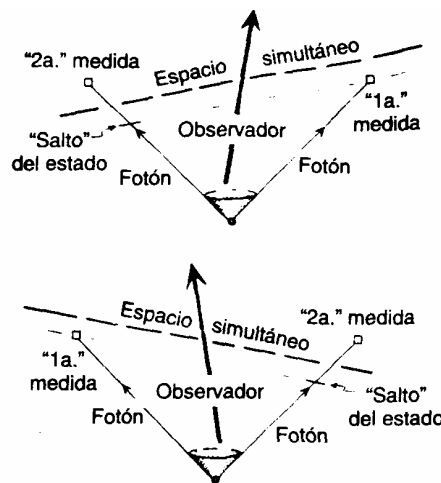 "2a." medida
Espacio simultáneo
"1a."
medida
"Salto"
del estado
Observador
Fotón
Fotón
Espacio simultáneo
"2a."
medida
"1a."
medida
Observador
"Salto"
del estado
Fotón
Fotón